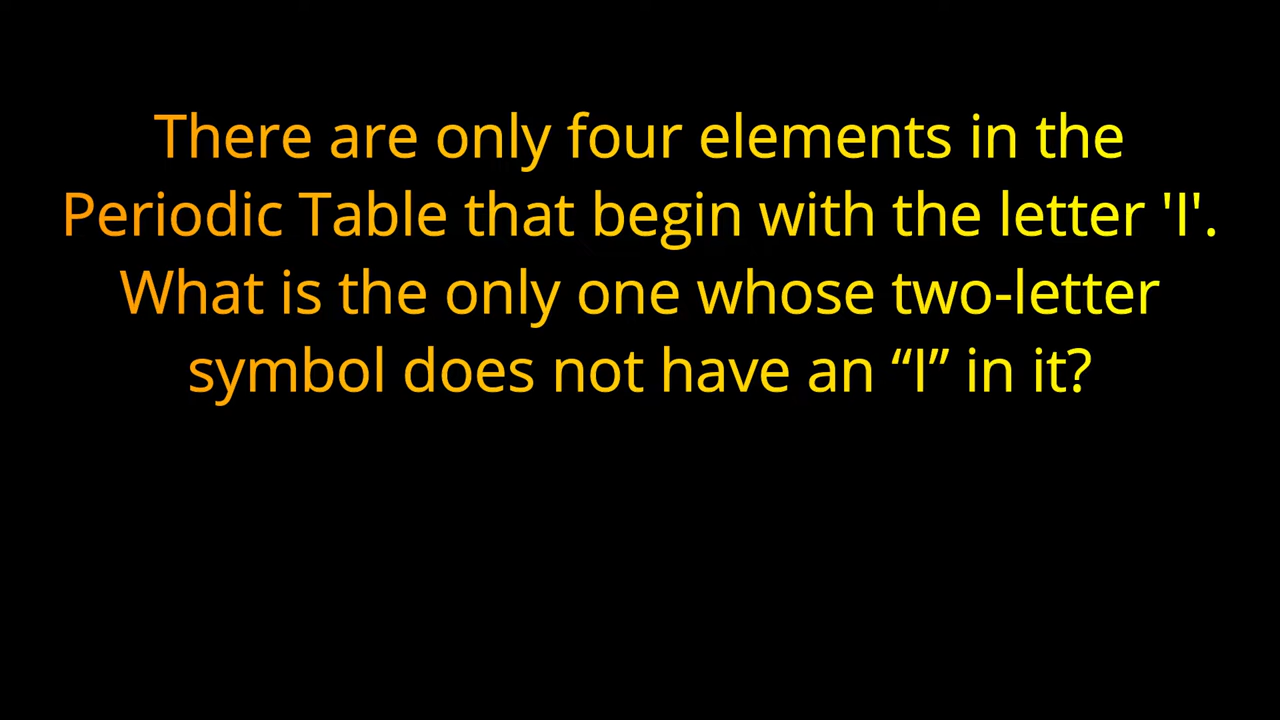 There are only four elements in the
Periodic Table that begin with the letter 'I'.
What is the only one whose two-letter
symbol does not have an “I” in it?